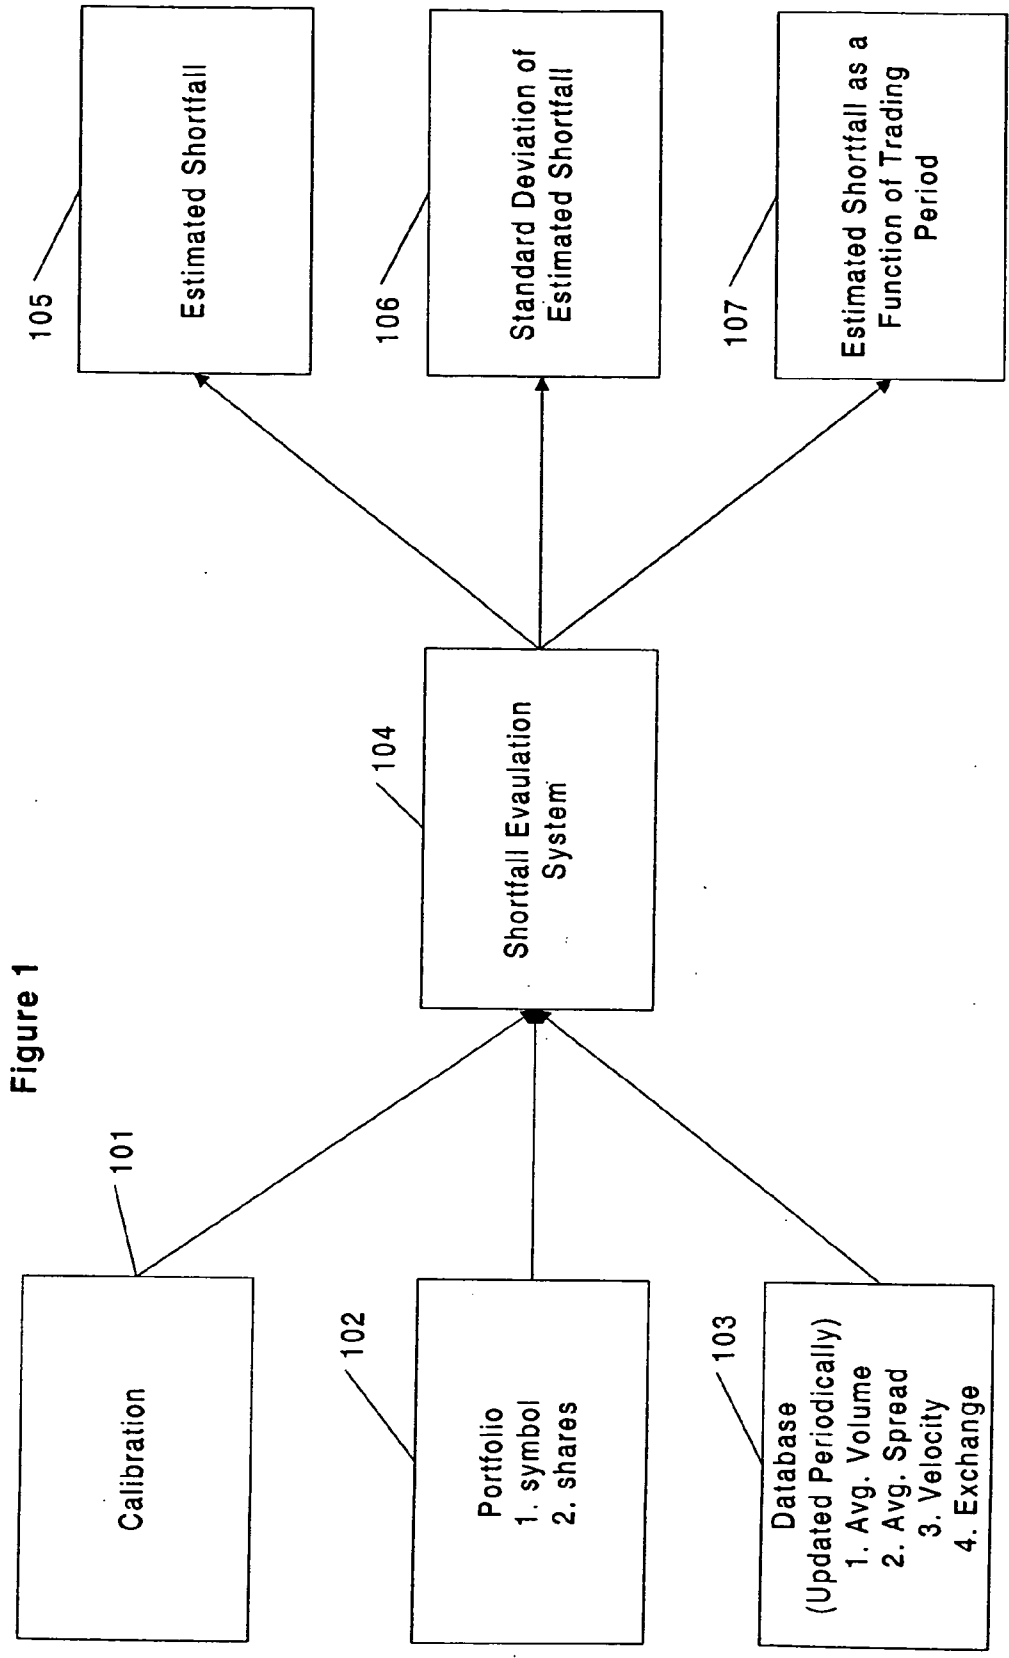 Figure 1
101
Calibration
102
Portfolio
1. symbol
2. shares
103
Database
(Updated Periodically)
1. Avg. Volume
2. Avg. Spread
3. Velocity
4. Exchange
104
Shortfall Evaulation
System
105
Estimated Shortfall
106
Standard Deviation of
Estimated Shortfall
107
Estimated Shortfall as a
Function of Trading
Period